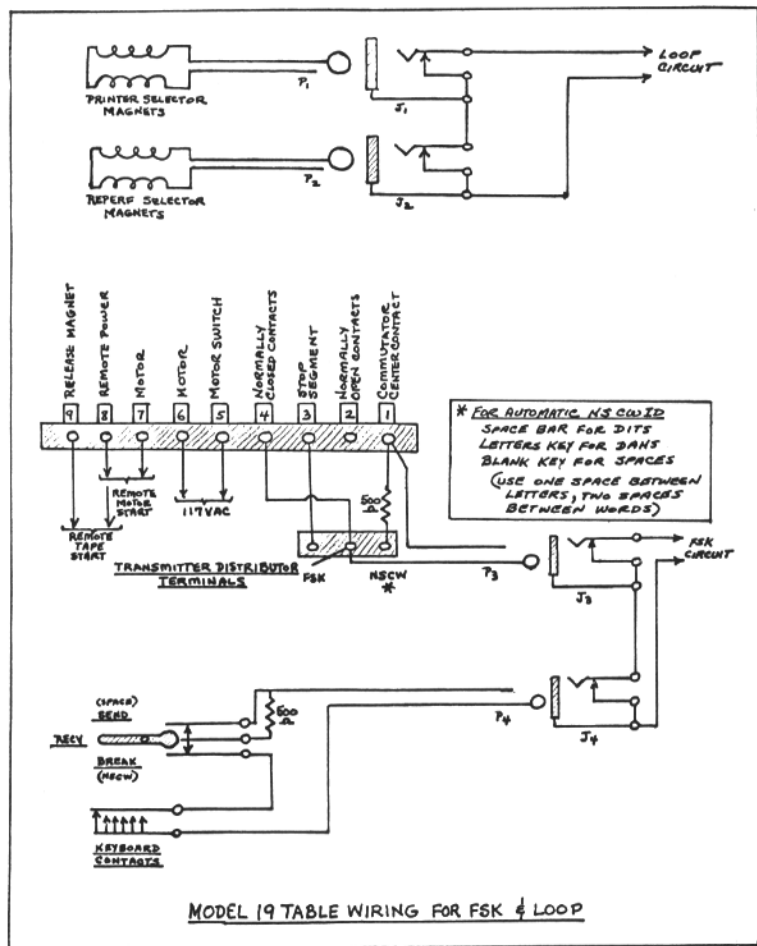 LOOP
CIRCUIT
P1
J1
PRINTER SELECTOR
MAGNETS
P2
J2
REPERF SELECTOR
MAGNETS
RELEASE MAGNET
REMOTE POWER
MOTOR
MOTOR
MOTOR SWITCH
NORMALLY
CLOSED CONTACTS
STOP
SEGMENT
NORMALLY
OPEN CONTACTS
COMMUTATOR
CENTER CONTACT
9 8 7 6 5 4 3 2 1
* FOR AUTOMATIC NS CW ID
SPACE BAR FOR DITS
LETTERS KEY FOR DAHS
BLANK KEY FOR SPACES
(USE ONE SPACE BETWEEN
LETTERS, TWO SPACES
BETWEEN WORDS)
REMOTE
MOTOR
START
117VAC
500
Ω
REMOTE
TAPE
START
TRANSMITTER DISTRIBUTOR
TERMINALS
FSK
NSCW
*
P3
J3
FSK
CIRCUIT
(SPACE)
SEND
RECV
BREAK
(NSCW)
500
Ω
P4
J4
KEYBOARD
CONTACTS
MODEL 19 TABLE WIRING FOR FSK & LOOP